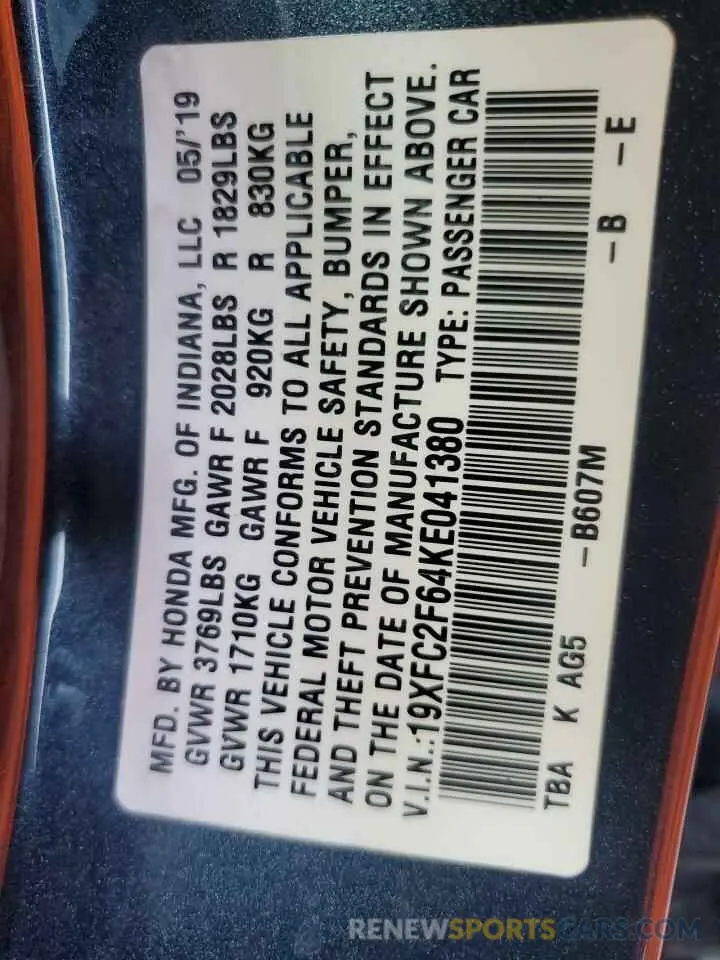 MFD. BY HONDA MFG. OF INDIANA, LLC 05/'19
GVWR 3769LBS GAWR F 2028LBS R 1829LBS
GVWR 1710KG GAWR F 920KG R 830KG
THIS VEHICLE CONFORMS TO ALL APPLICABLE
FEDERAL MOTOR VEHICLE SAFETY, BUMPER,
AND THEFT PREVENTION STANDARDS IN EFFECT
ON THE DATE OF MANUFACTURE SHOWN ABOVE.
V.I.N.:19XFC2F64KE041380 TYPE: PASSENGER CAR
TBA K AG5 –B607M –B –E
RENEWSPORTSCARS.COM